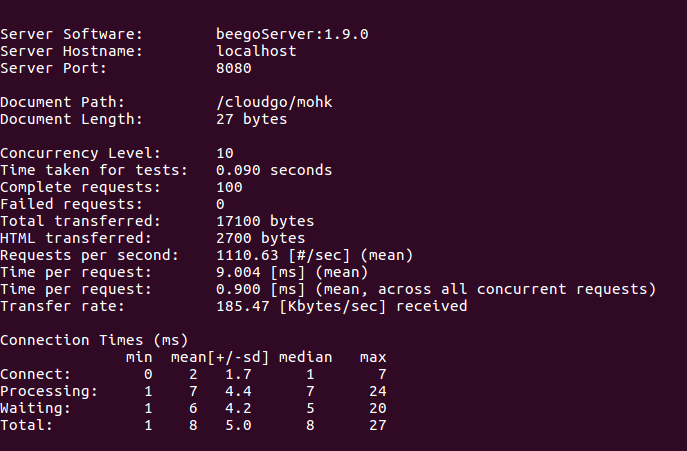 Server Software:        beegoServer:1.9.0
Server Hostname:        localhost
Server Port:            8080

Document Path:          /cloudgo/mohk
Document Length:        27 bytes

Concurrency Level:      10
Time taken for tests:   0.090 seconds
Complete requests:      100
Failed requests:        0
Total transferred:      17100 bytes
HTML transferred:       2700 bytes
Requests per second:    1110.63 [#/sec] (mean)
Time per request:       9.004 [ms] (mean)
Time per request:       0.900 [ms] (mean, across all concurrent requests)
Transfer rate:          185.47 [Kbytes/sec] received

Connection Times (ms)
              min  mean[+/-sd] median   max
Connect:        0    2   1.7      1       7
Processing:     1    7   4.4      7      24
Waiting:        1    6   4.2      5      20
Total:          1    8   5.0      8      27